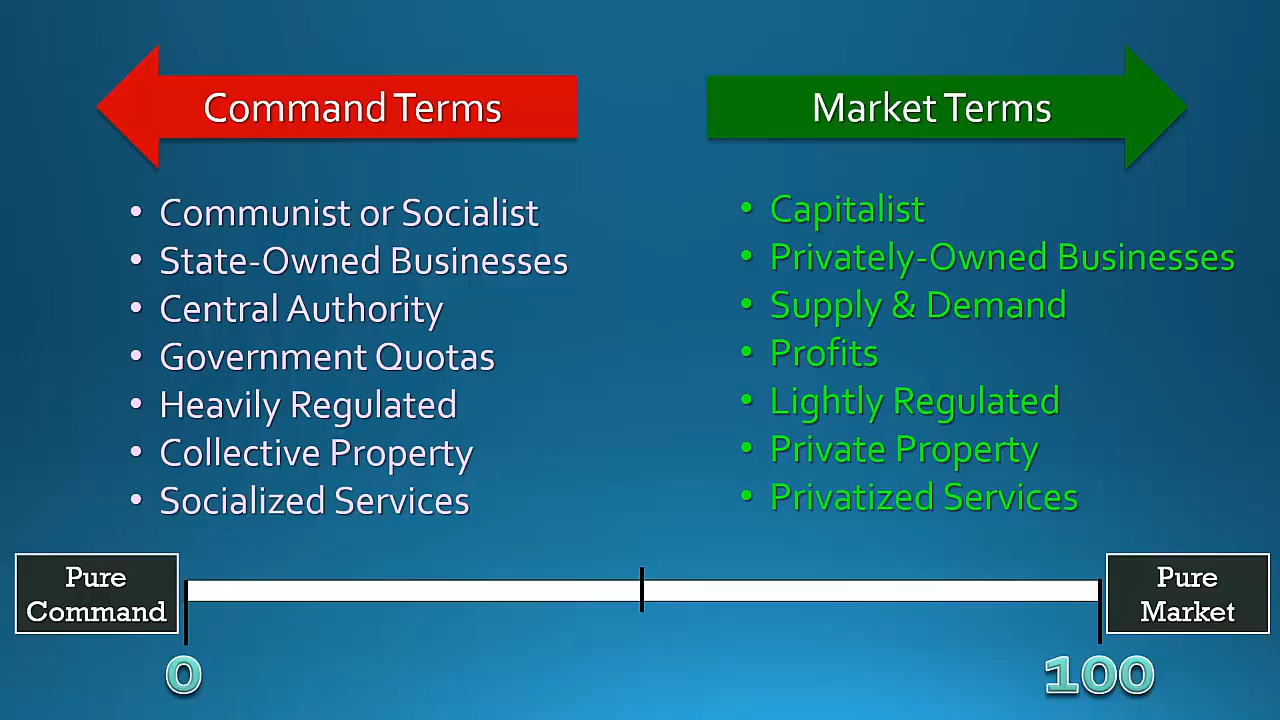 Command Terms
• Communist or Socialist
• State-Owned Businesses
• Central Authority
• Government Quotas
• Heavily Regulated
• Collective Property
• Socialized Services
Market Terms
• Capitalist
• Privately-Owned Businesses
• Supply & Demand
• Profits
• Lightly Regulated
• Private Property
• Privatized Services
Pure
Command
Pure
Market
0
100